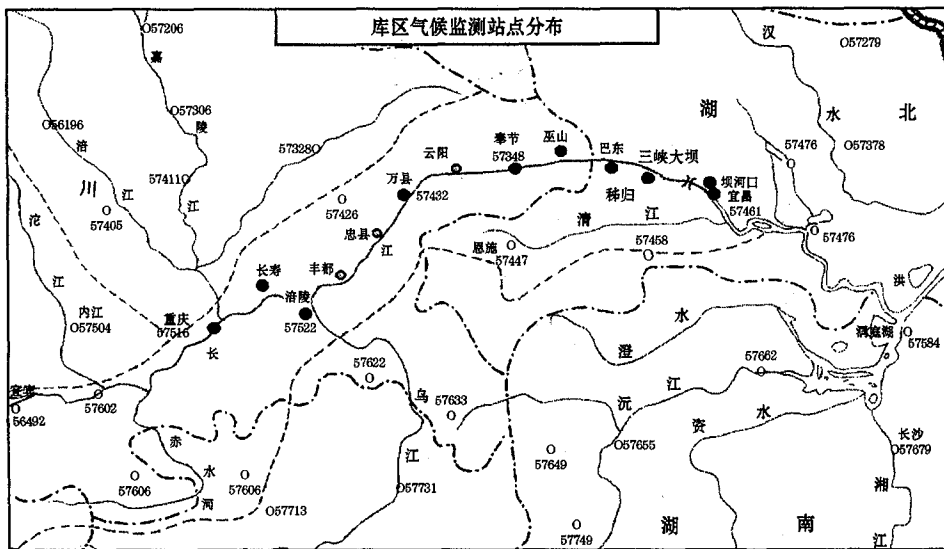 库区气候监测站点分布
57206
嘉
汉
57279
57306
陵
湖
水
北
56196
涪
57328
巫山
奉节
57348
巴东
三峡大坝
57476
57378
云阳
川
57411
江
江
万县
57432
水
坝河口
宜昌
57461
秭归
沱
57405
57426
清
江
忠县
江
恩施
57447
57458
57476
江
长寿
丰都
洪
内江
57504
重庆
57516
涪陵
57522
长
水
洞庭湖
57584
澧
57622
57662
宜宾
56492
57602
乌
57633
沅
江
资
水
57655
长沙
57679
赤
水
河
57606
57606
江
57649
湘
57731
57713
57749
湖
南
江